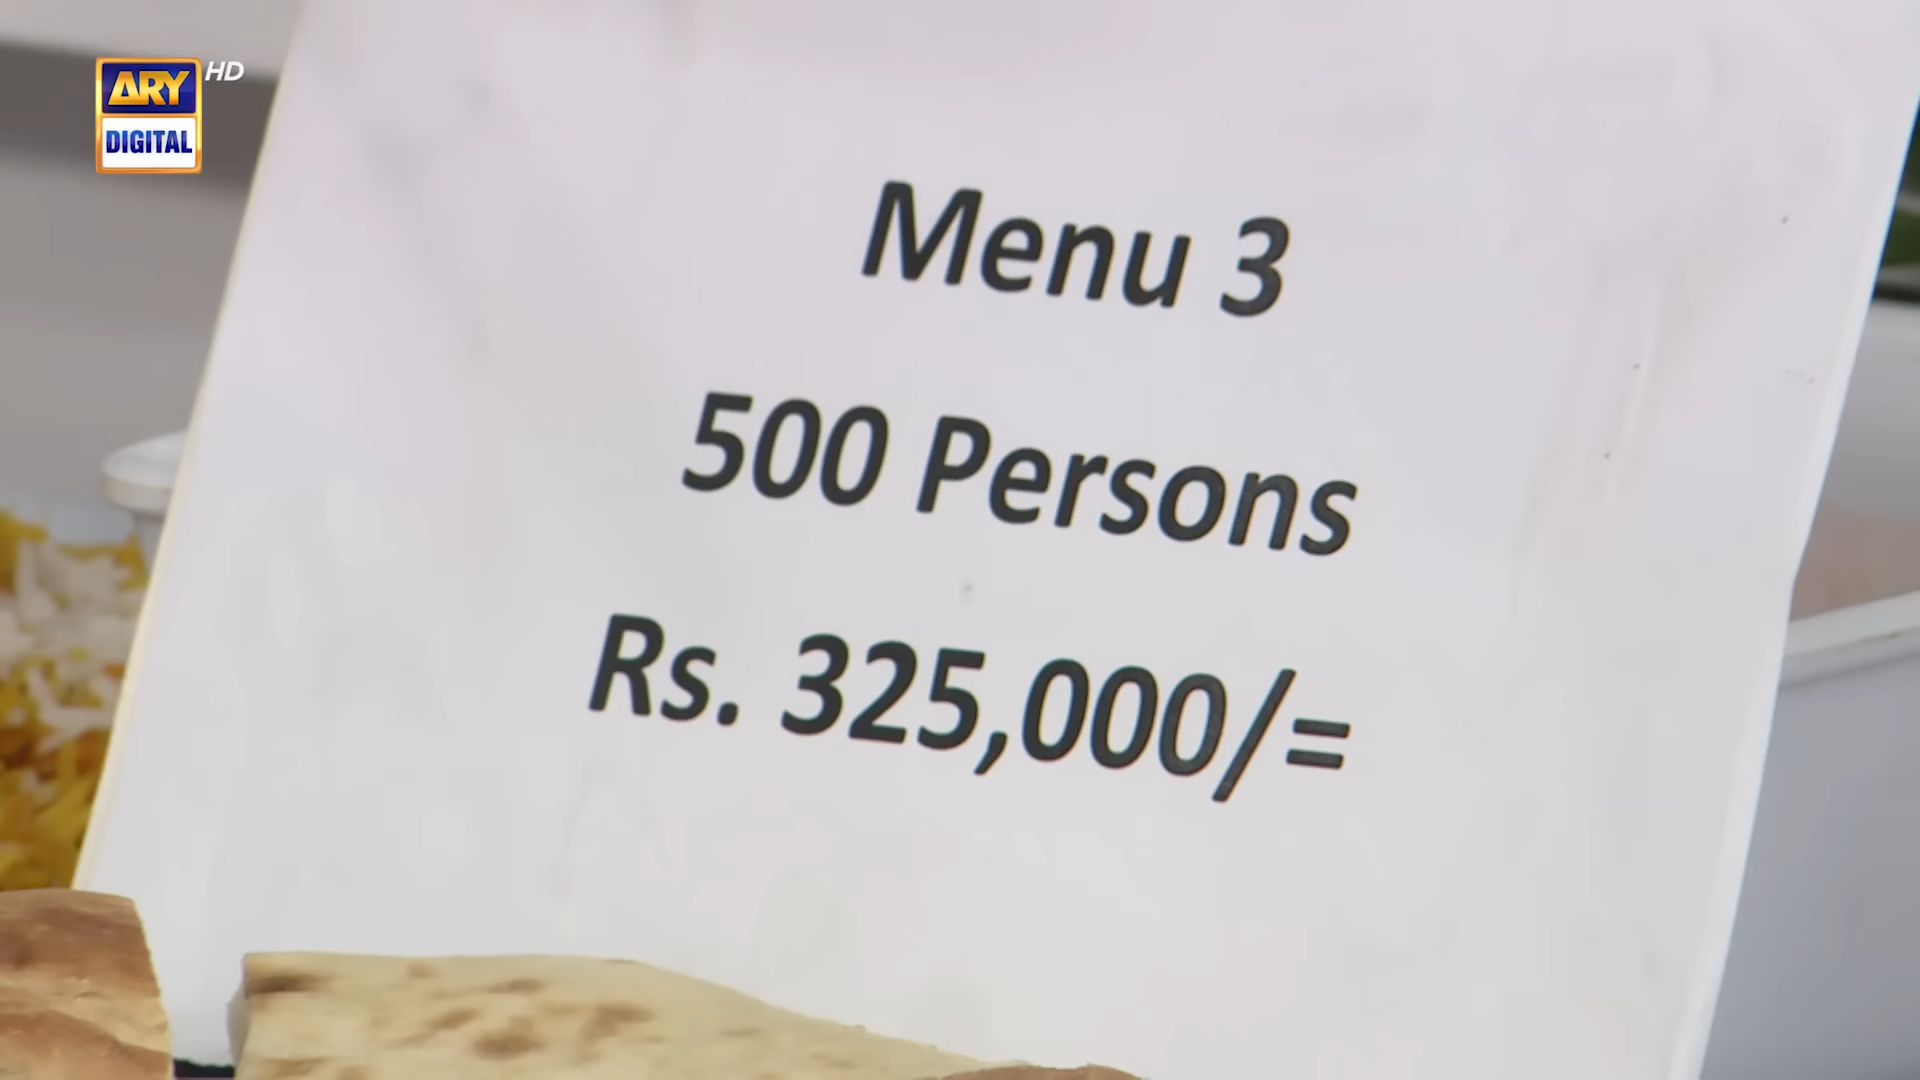 ARY HD
DIGITAL
Menu 3
500 Persons
Rs. 325,000/=